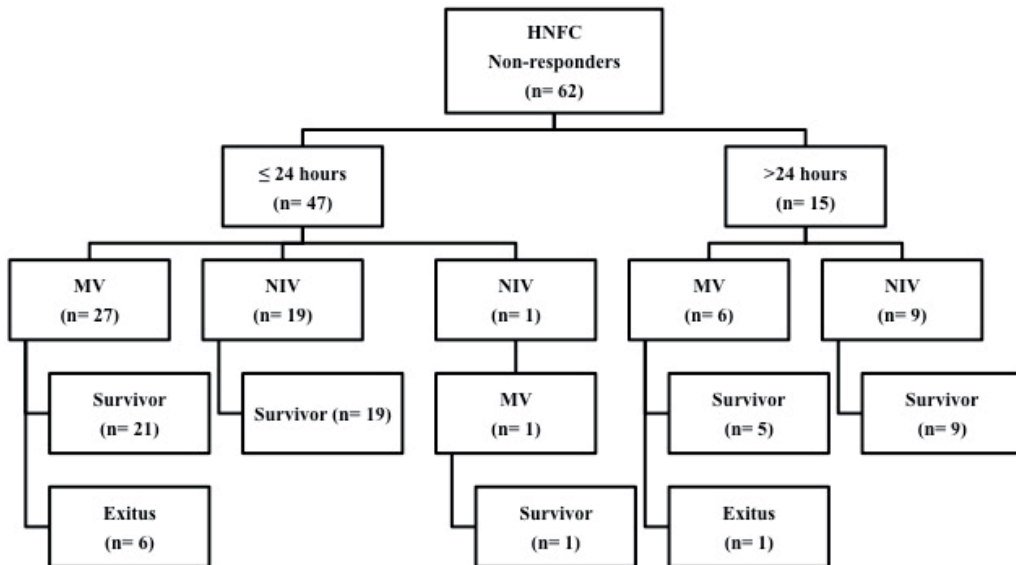 HNFC
Non-responders
(n= 62)
≤ 24 hours
(n= 47)
>24 hours
(n= 15)
MV
(n= 27)
NIV
(n= 19)
NIV
(n= 1)
MV
(n= 6)
NIV
(n= 9)
Survivor
(n= 21)
Survivor (n= 19)
MV
(n= 1)
Survivor
(n= 5)
Survivor
(n= 9)
Exitus
(n= 6)
Survivor
(n= 1)
Exitus
(n= 1)